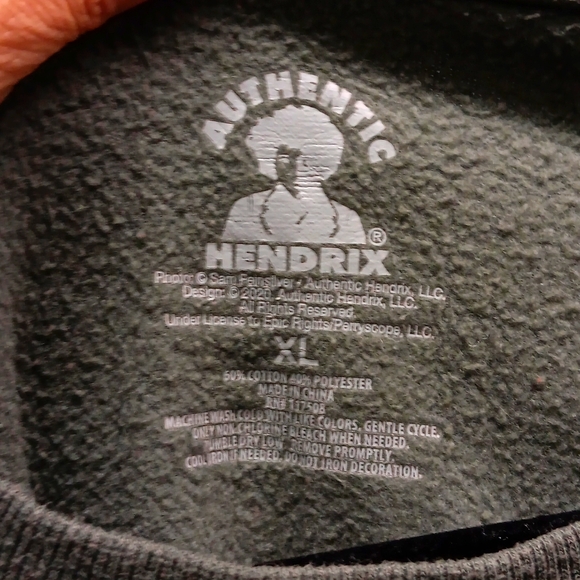 AUTHENTIC
®
HENDRIX
Photo: © Sam Feinsilver • Authentic Hendrix, LLC.
Design: © 2020, Authentic Hendrix, LLC.
All Rights Reserved.
Under License to Epic Rights/Perryscope, LLC.
XL
60% COTTON 40% POLYESTER
MADE IN CHINA
RN# 117508
MACHINE WASH COLD WITH LIKE COLORS, GENTLE CYCLE.
ONLY NON-CHLORINE BLEACH WHEN NEEDED.
TUMBLE DRY LOW, REMOVE PROMPTLY.
COOL IRON IF NEEDED. DO NOT IRON DECORATION.